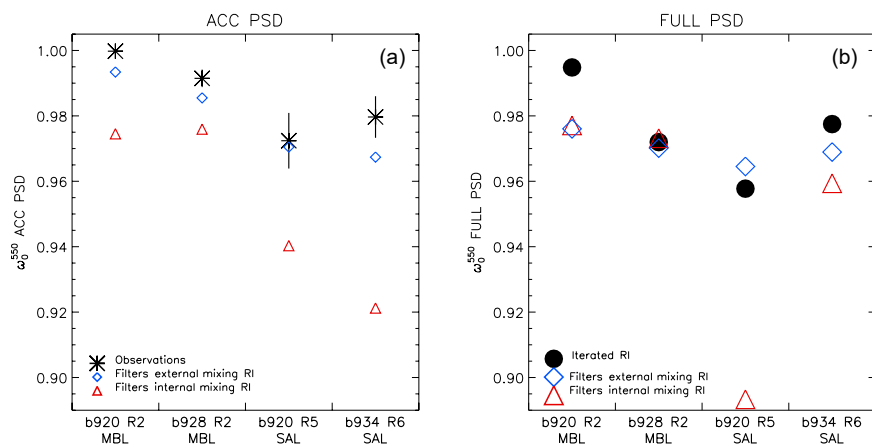 ACC PSD
(a)
1.00
0.98
0.96
0.94
0.92
0.90
ω₀⁵⁵⁰ ACC PSD
Observations
Filters external mixing RI
Filters internal mixing RI
b920 R2 b928 R2 b920 R5 b934 R6
MBL MBL SAL SAL
FULL PSD
(b)
1.00
0.98
0.96
0.94
0.92
0.90
ω₀⁵⁵⁰ FULL PSD
Iterated RI
Filters external mixing RI
Filters internal mixing RI
b920 R2 b928 R2 b920 R5 b934 R6
MBL MBL SAL SAL